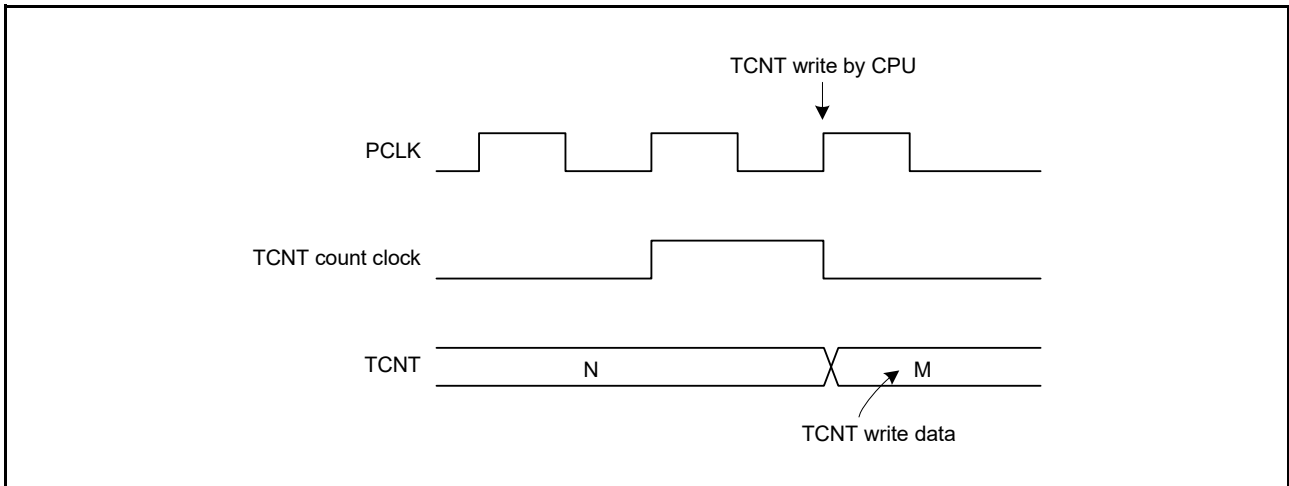 TCNT write by CPU
PCLK
TCNT count clock
TCNT
N
M
TCNT write data